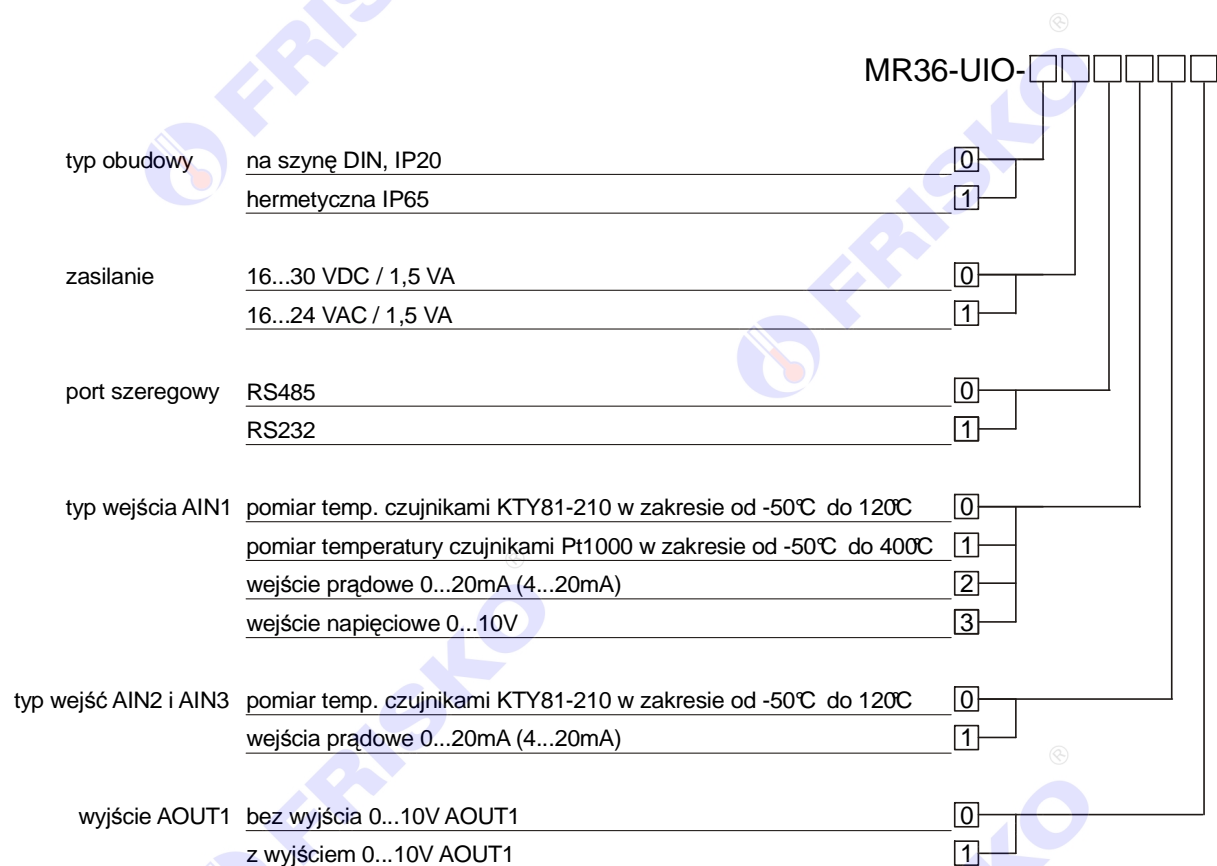 FRISKO
®
MR36-UIO-
typ obudowy na szynę DIN, IP20 0
hermetyczna IP65 1
FRISKO
zasilanie 16...30 VDC / 1,5 VA 0
16...24 VAC / 1,5 VA 1
port szeregowy RS485 0
RS232 1
typ wejścia AIN1 pomiar temp. czujnikami KTY81-210 w zakresie od -50°C do 120°C 0
pomiar temperatury czujnikami Pt1000 w zakresie od -50°C do 400°C 1
®
wejście prądowe 0...20mA (4...20mA) 2
wejście napięciowe 0...10V 3
FRISKO
typ wejść AIN2 i AIN3 pomiar temp. czujnikami KTY81-210 w zakresie od -50°C do 120°C 0
wejścia prądowe 0...20mA (4...20mA) 1
®
wyjście AOUT1 bez wyjścia 0...10V AOUT1 0
z wyjściem 0...10V AOUT1 1